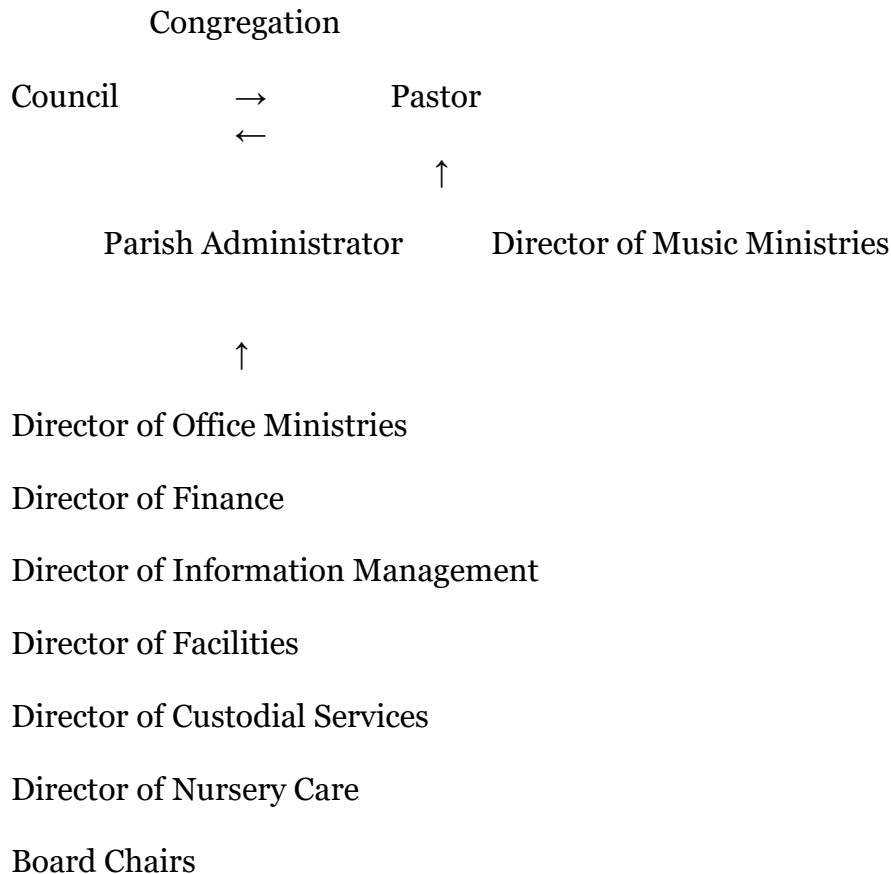 Congregation
Council → Pastor
←
↑
Parish Administrator Director of Music Ministries
↑
Director of Office Ministries
Director of Finance
Director of Information Management
Director of Facilities
Director of Custodial Services
Director of Nursery Care
Board Chairs